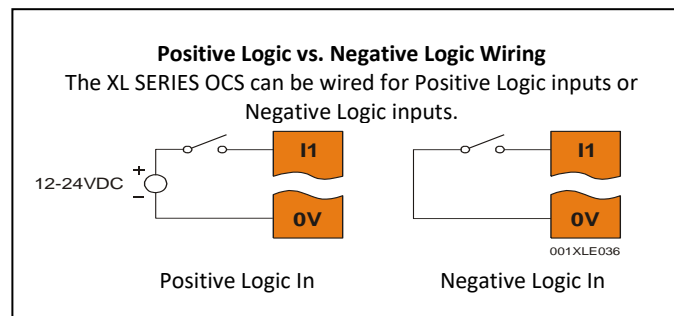 Positive Logic vs. Negative Logic Wiring
The XL SERIES OCS can be wired for Positive Logic inputs or
Negative Logic inputs.
I1
12-24VDC
+
–
0V
Positive Logic In
I1
0V
001XLE036
Negative Logic In